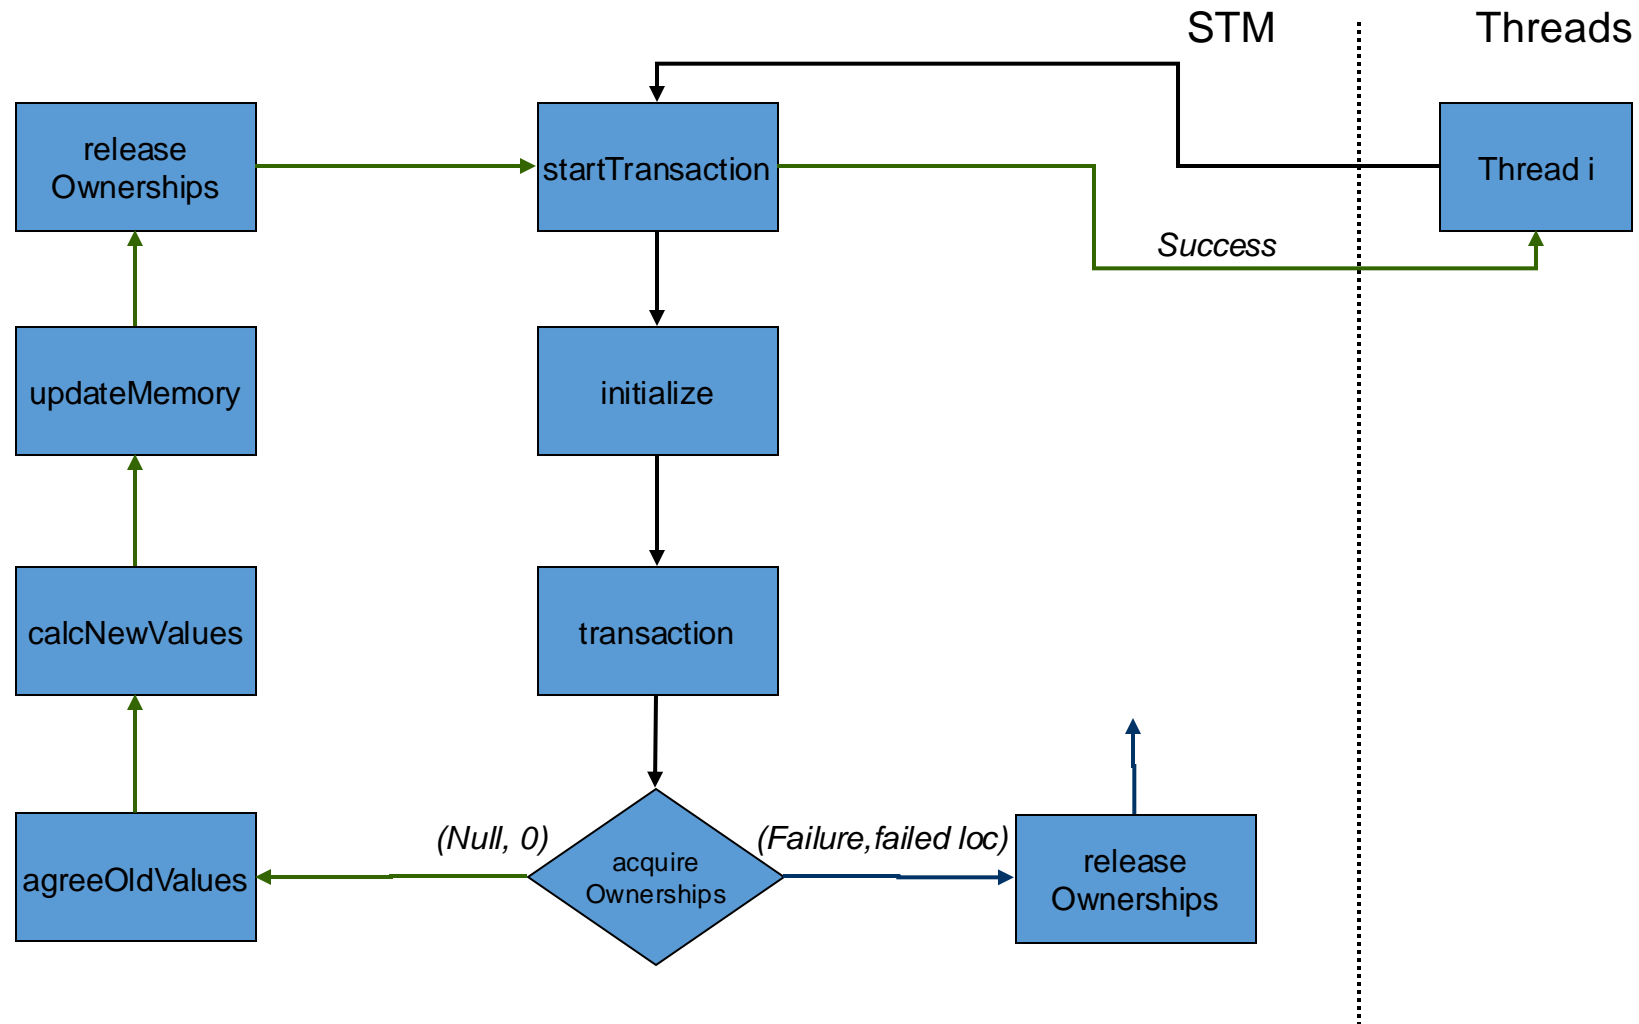 STM
Threads
release
Ownerships
startTransaction
Thread i
Success
updateMemory
initialize
calcNewValues
transaction
(Null, 0)
(Failure,failed loc)
agreeOldValues
acquire
Ownerships
release
Ownerships